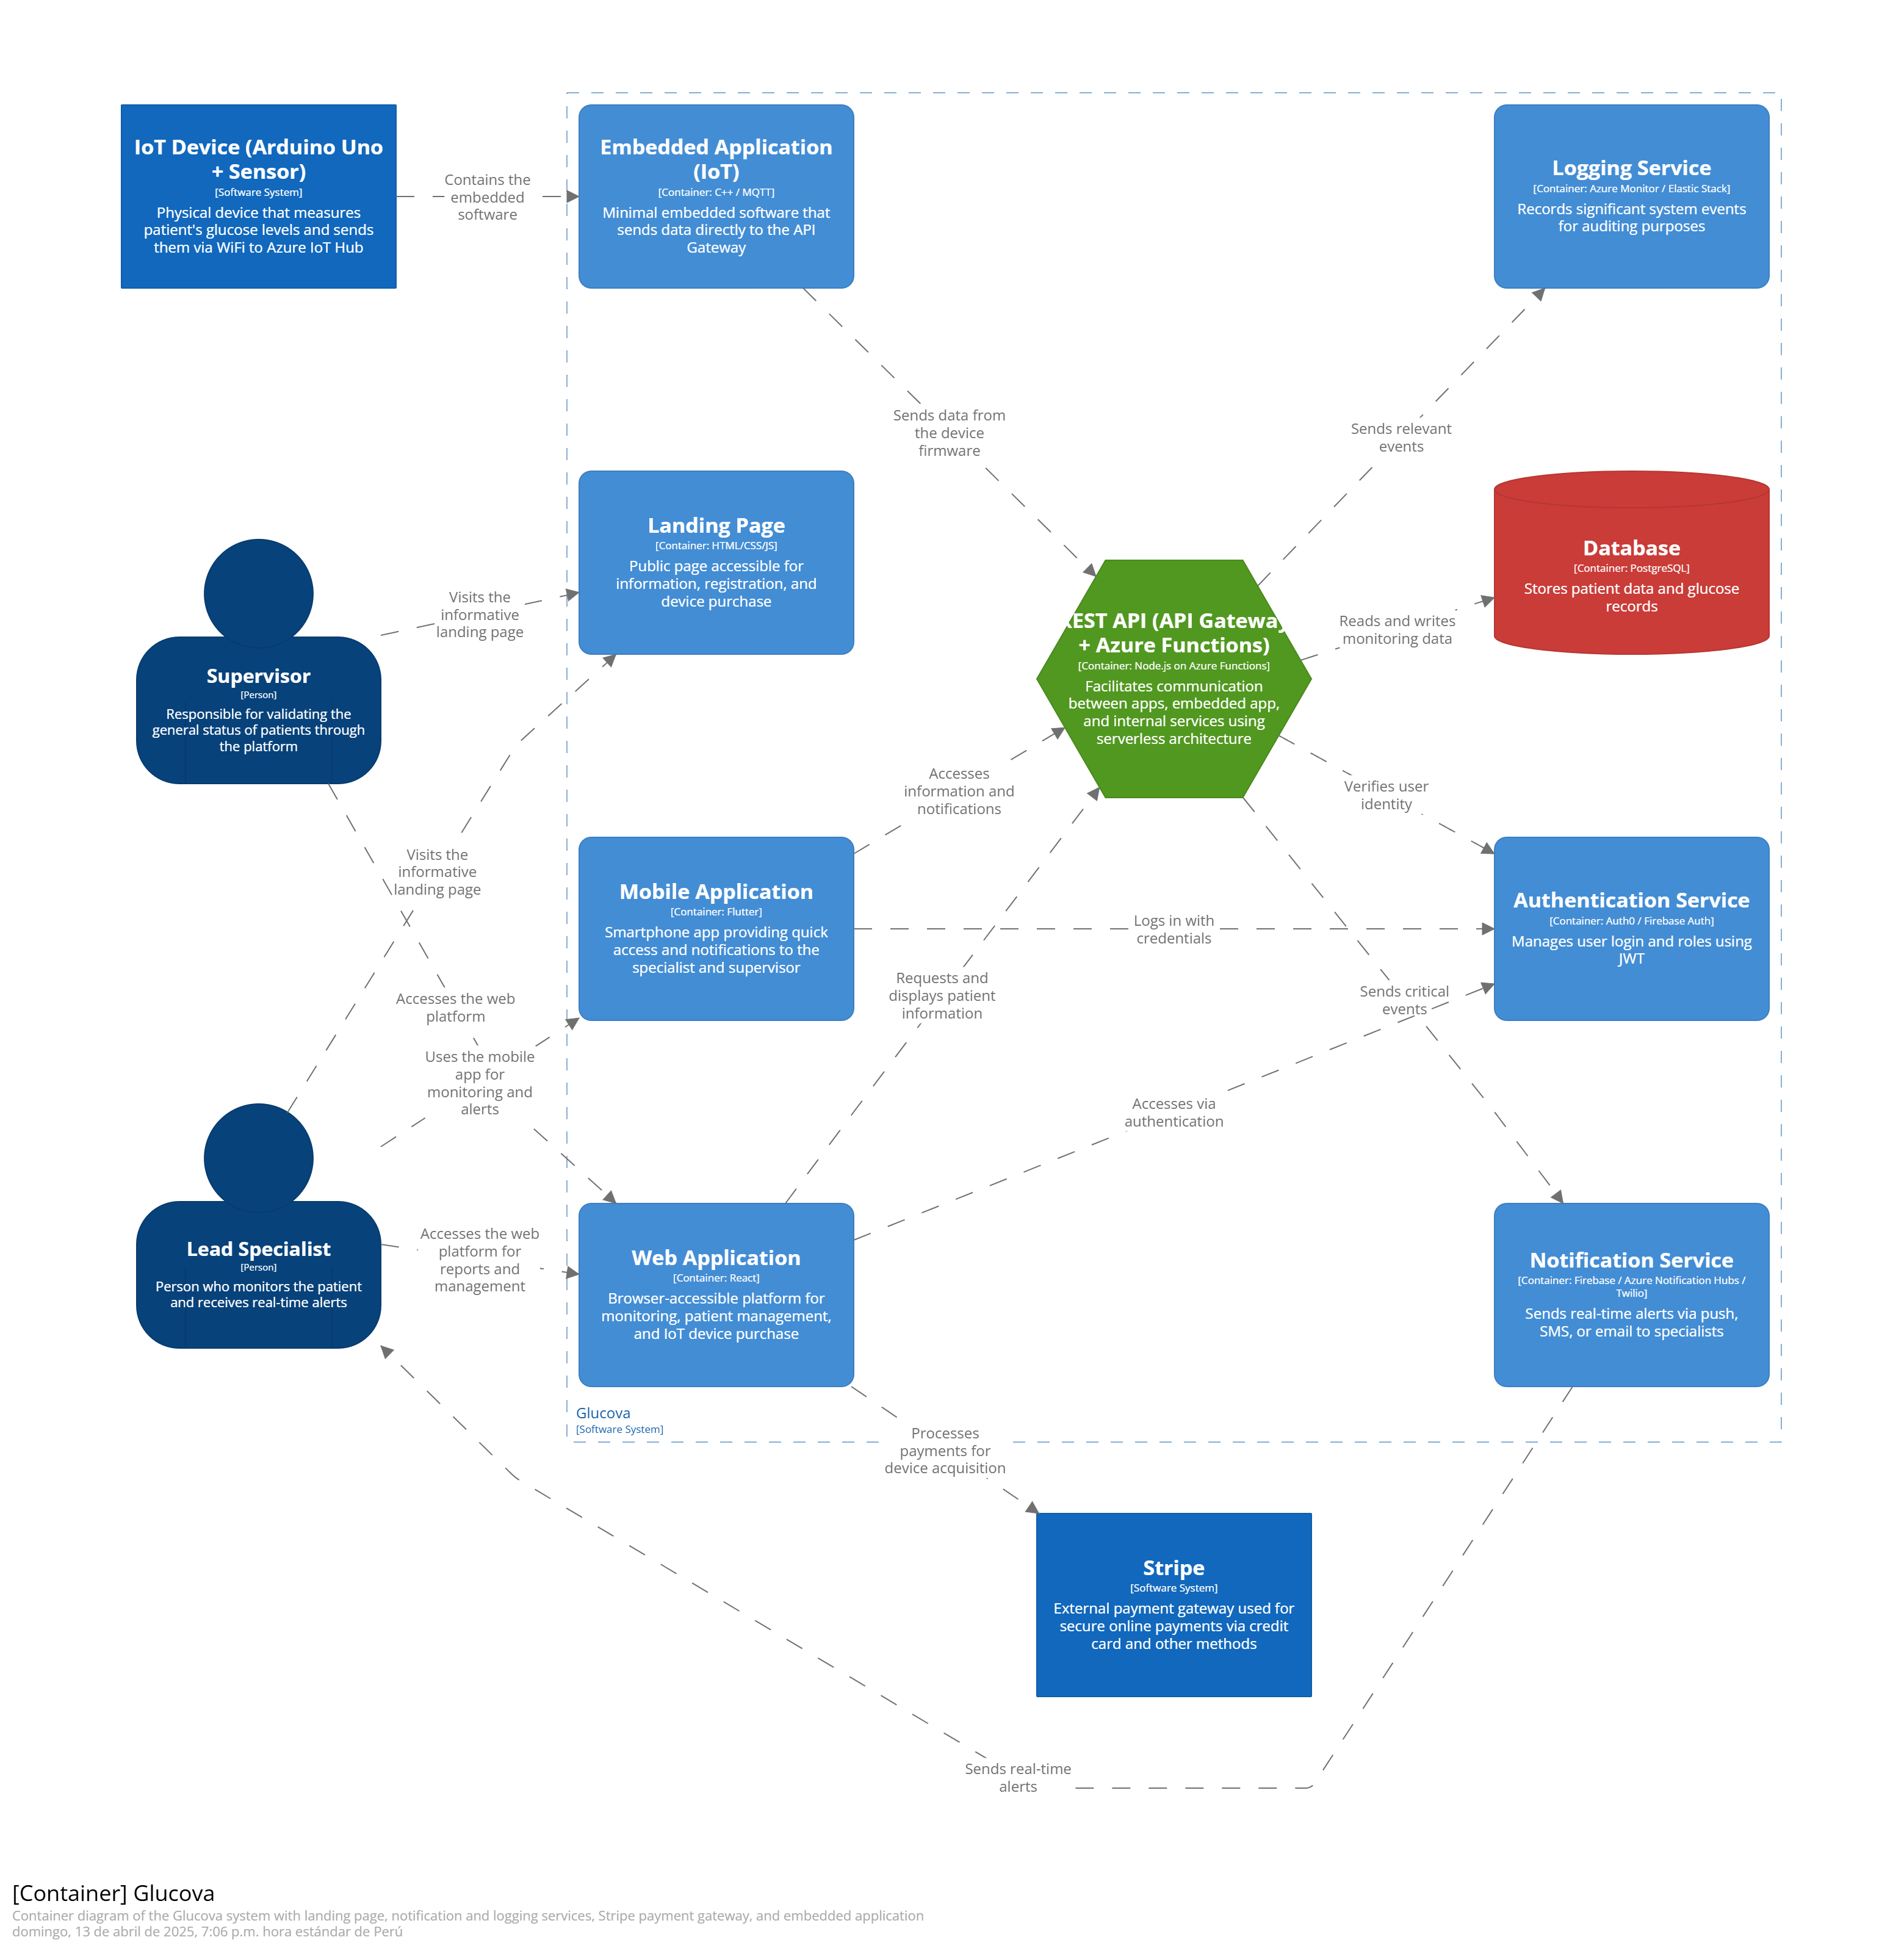 IoT Device (Arduino Uno
+ Sensor)
[Software System]
Physical device that measures
patient's glucose levels and sends
them via WiFi to Azure IoT Hub
Contains the
embedded
software
Embedded Application
(IoT)
[Container: C++ / MQTT]
Minimal embedded software that
sends data directly to the API
Gateway
Logging Service
[Container: Azure Monitor / Elastic Stack]
Records significant system events
for auditing purposes
Sends data from
the device
firmware
Sends relevant
events
Landing Page
[Container: HTML/CSS/JS]
Public page accessible for
information, registration, and
device purchase
Database
[Container: PostgreSQL]
Stores patient data and glucose
records
Visits the
informative
landing page
Supervisor
[Person]
Responsible for validating the
general status of patients through
the platform
EST API (API Gateway
+ Azure Functions)
[Container: Node.js on Azure Functions]
Facilitates communication
between apps, embedded app,
and internal services using
serverless architecture
Reads and writes
monitoring data
Accesses
information and
notifications
Verifies user
identity
Visits the
informative
landing page
Mobile Application
[Container: Flutter]
Smartphone app providing quick
access and notifications to the
specialist and supervisor
Logs in with
credentials
Authentication Service
[Container: Auth0 / Firebase Auth]
Manages user login and roles using
JWT
Accesses the web
platform
Requests and
displays patient
information
Sends critical
events
Uses the mobile
app for
monitoring and
alerts
Accesses via
authentication
Lead Specialist
[Person]
Person who monitors the patient
and receives real-time alerts
Accesses the web
platform for
reports and
management
Web Application
[Container: React]
Browser-accessible platform for
monitoring, patient management,
and IoT device purchase
Notification Service
[Container: Firebase / Azure Notification Hubs /
Twilio]
Sends real-time alerts via push,
SMS, or email to specialists
Glucova
[Software System]
Processes
payments for
device acquisition
Stripe
[Software System]
External payment gateway used for
secure online payments via credit
card and other methods
Sends real-time
alerts
[Container] Glucova
Container diagram of the Glucova system with landing page, notification and logging services, Stripe payment gateway, and embedded application
domingo, 13 de abril de 2025, 7:06 p.m. hora estándar de Perú